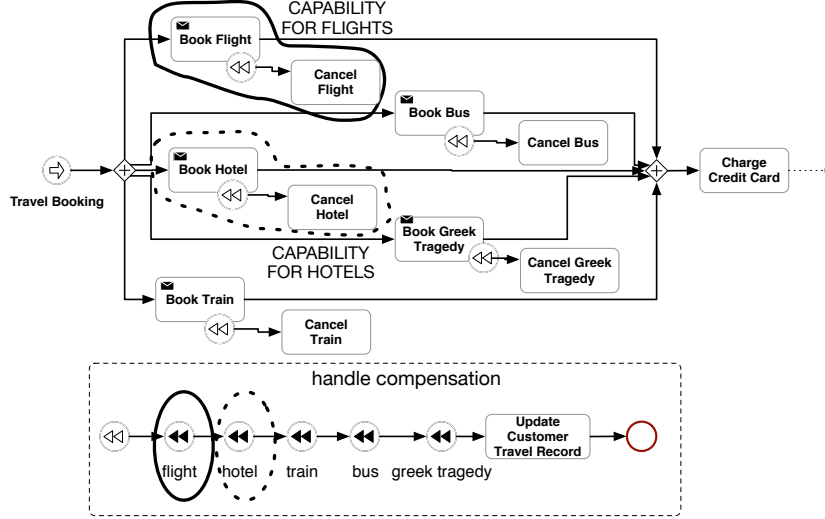 CAPABILITY
FOR FLIGHTS
Book Flight
Cancel
Flight
Book Bus
Cancel Bus
Book Hotel
Cancel
Hotel
Travel Booking
Charge
Credit Card
CAPABILITY
FOR HOTELS
Book Greek
Tragedy
Cancel Greek
Tragedy
Book Train
Cancel
Train
handle compensation
Update
Customer
Travel Record
flight
hotel
train
bus
greek tragedy